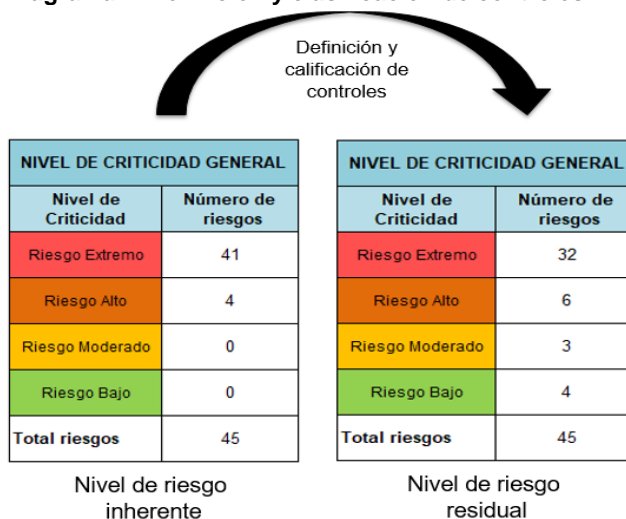 Definición y
calificación de
controles
NIVEL DE CRITICIDAD GENERAL
Nivel de Criticidad Número de riesgos
Riesgo Extremo 41
Riesgo Alto 4
Riesgo Moderado 0
Riesgo Bajo 0
Total riesgos 45
Nivel de riesgo
inherente
NIVEL DE CRITICIDAD GENERAL
Nivel de Criticidad Número de riesgos
Riesgo Extremo 32
Riesgo Alto 6
Riesgo Moderado 3
Riesgo Bajo 4
Total riesgos 45
Nivel de riesgo
residual